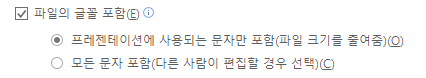 파일의 글꼴 포함(E)
프레젠테이션에 사용되는 문자만 포함(파일 크기를 줄여줌)(O)
모든 문자 포함(다른 사람이 편집할 경우 선택)(C)